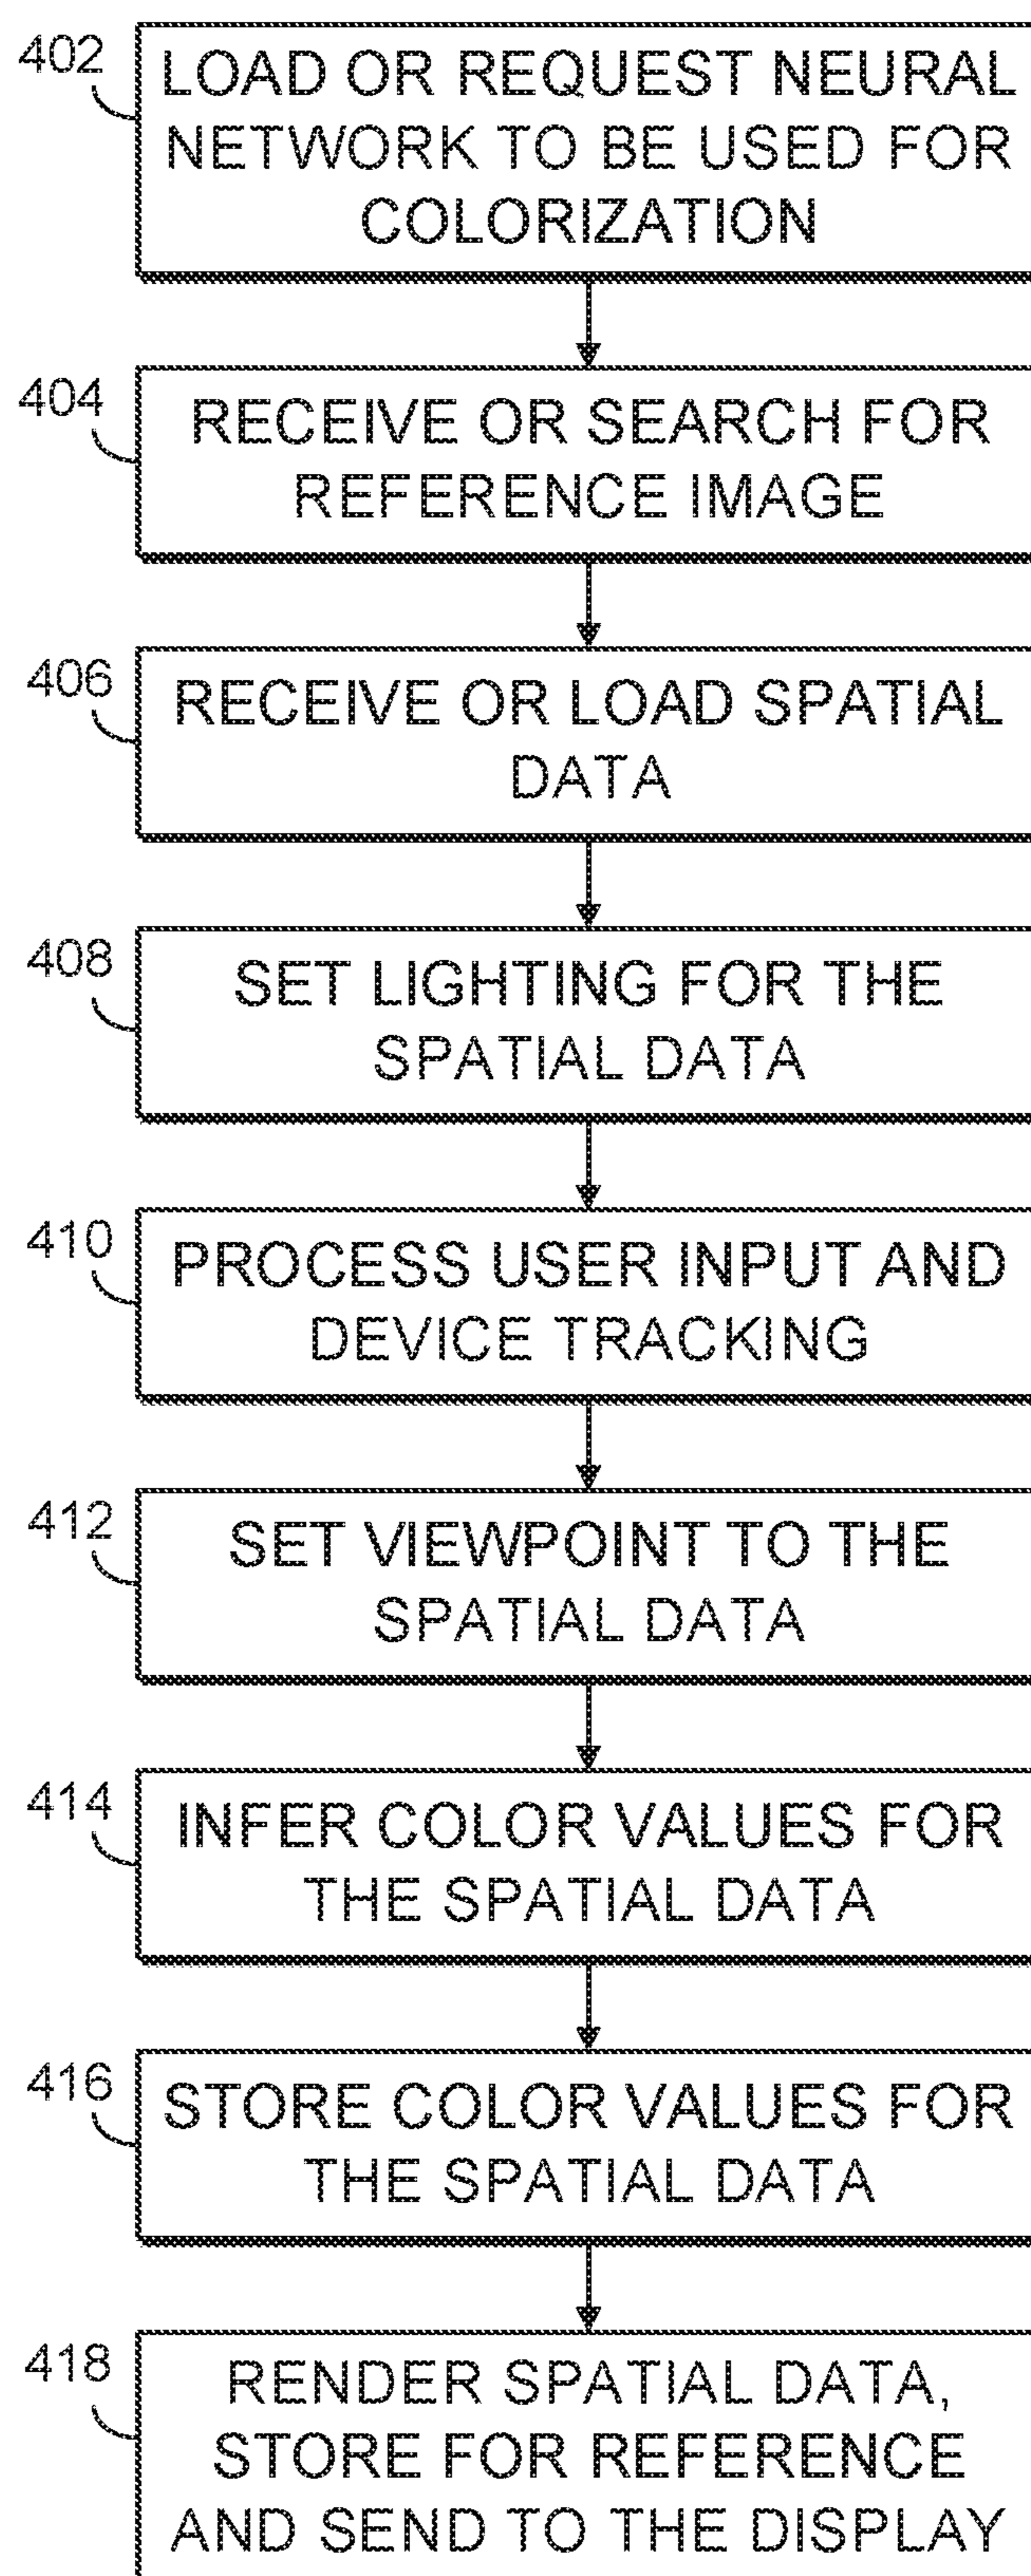 402
LOAD OR REQUEST NEURAL
NETWORK TO BE USED FOR
COLORIZATION
404
RECEIVE OR SEARCH FOR
REFERENCE IMAGE
406
RECEIVE OR LOAD SPATIAL
DATA
408
SET LIGHTING FOR THE
SPATIAL DATA
410
PROCESS USER INPUT AND
DEVICE TRACKING
412
SET VIEWPOINT TO THE
SPATIAL DATA
414
INFER COLOR VALUES FOR
THE SPATIAL DATA
416
STORE COLOR VALUES FOR
THE SPATIAL DATA
418
RENDER SPATIAL DATA,
STORE FOR REFERENCE
AND SEND TO THE DISPLAY